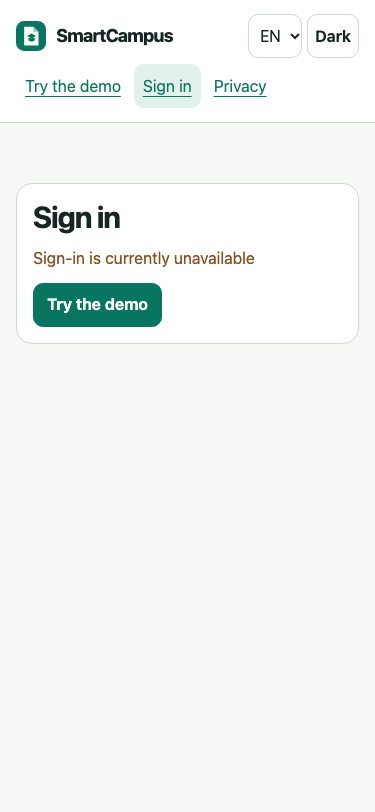 SmartCampus
EN
Dark
Try the demo
Sign in
Privacy
Sign in
Sign-in is currently unavailable
Try the demo